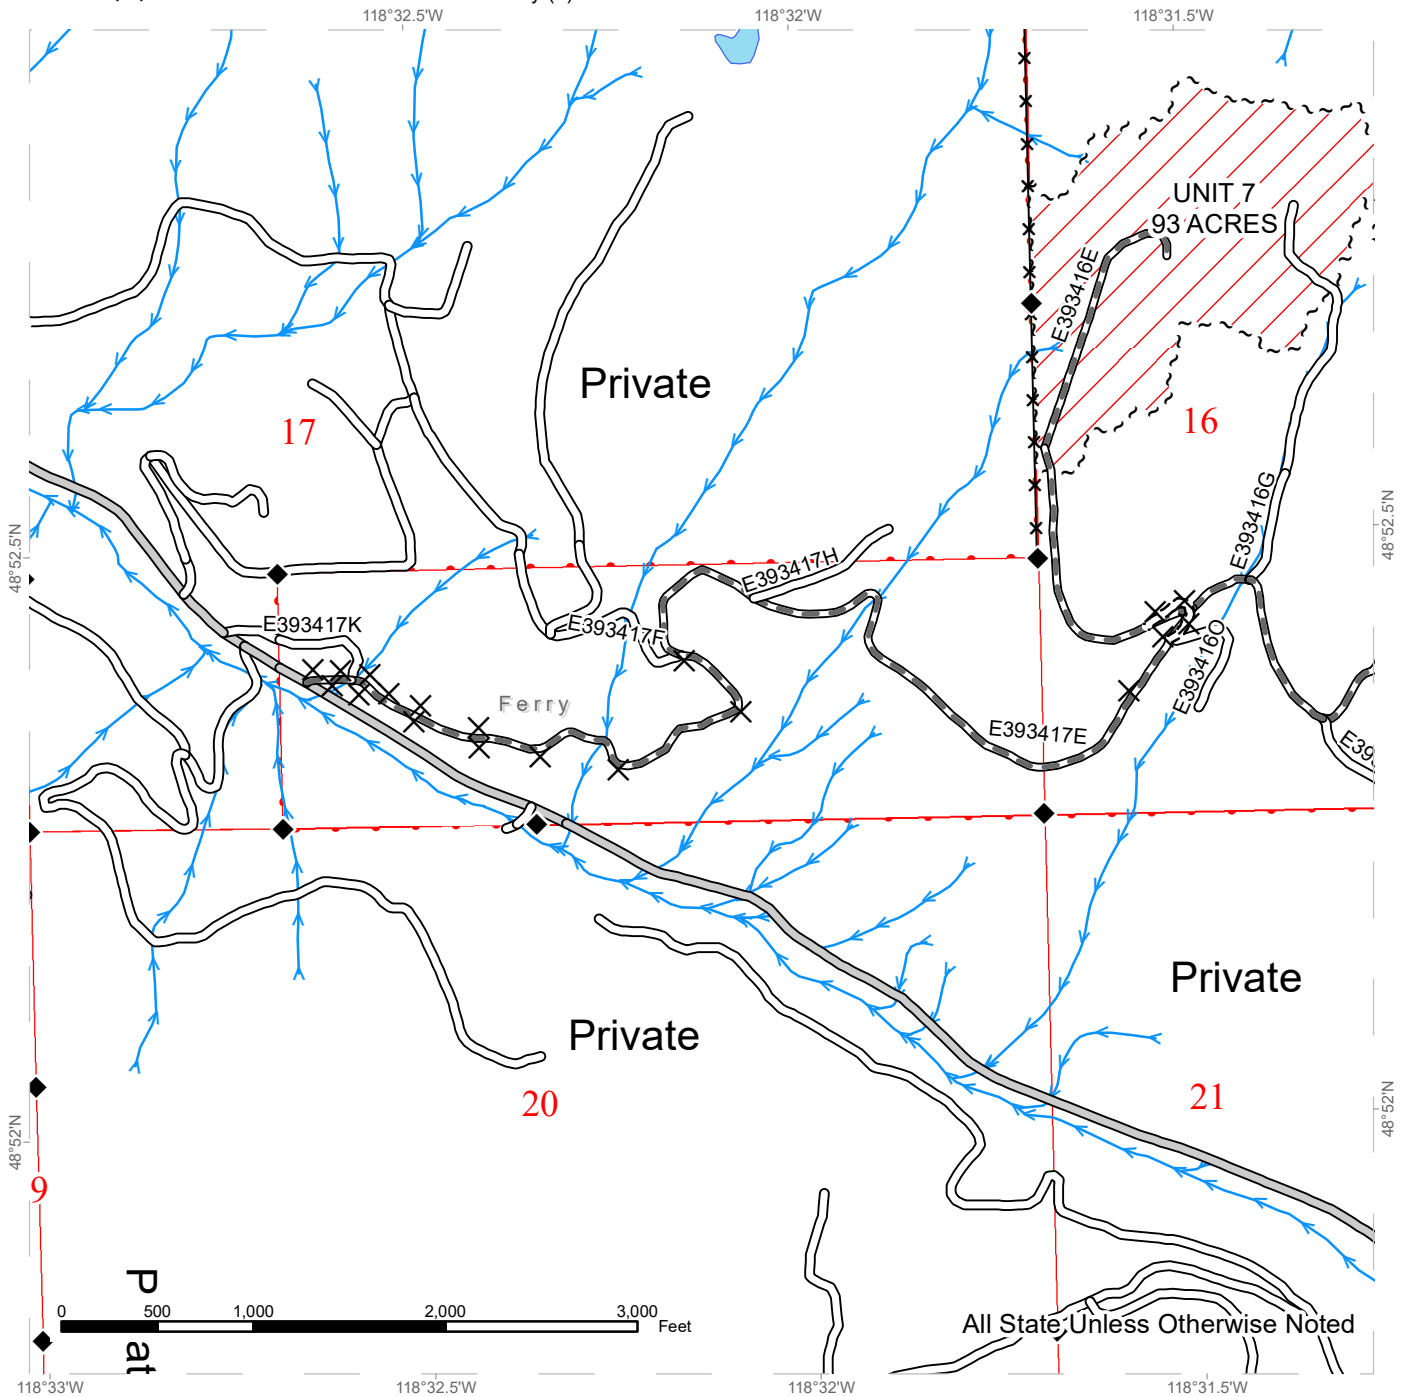 118°32.5'W
118°32'W
118°31.5'W
UNIT 7
93 ACRES
E393416E
Private
17
16
E393416G
48°52.5'N
48°52.5'N
E393417H
E393417K
E393417F
E393416O
Ferry
E393417E
E39
Private
Private
20
21
48°52'N
48°52'N
9
P
at
0
500
1,000
2,000
3,000
Feet
All State Unless Otherwise Noted
118°33'W
118°32.5'W
118°32'W
118°31.5'W